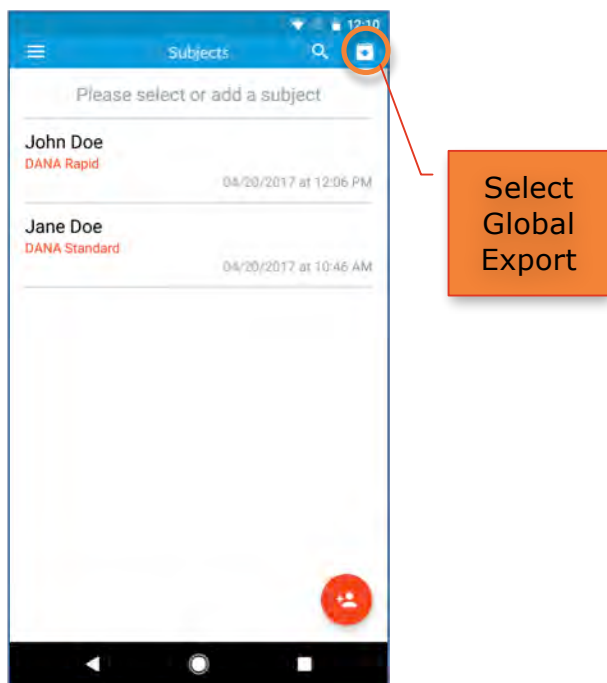 12:10
Subjects
Please select or add a subject
John Doe
DANA Rapid
04/20/2017 at 12:06 PM
Jane Doe
DANA Standard
04/20/2017 at 10:46 AM
Select
Global
Export